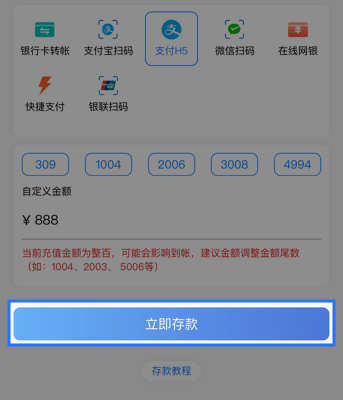 银行卡转帐 支付宝扫码 支付H5 微信扫码 在线网银
快捷支付 银联扫码
309 1004 2006 3008 4994
自定义金额
¥ 888
当前充值金额为整百，可能会影响到帐，建议金额调整金额尾数
（如：1004、2003、 5006等）
立即存款
存款教程